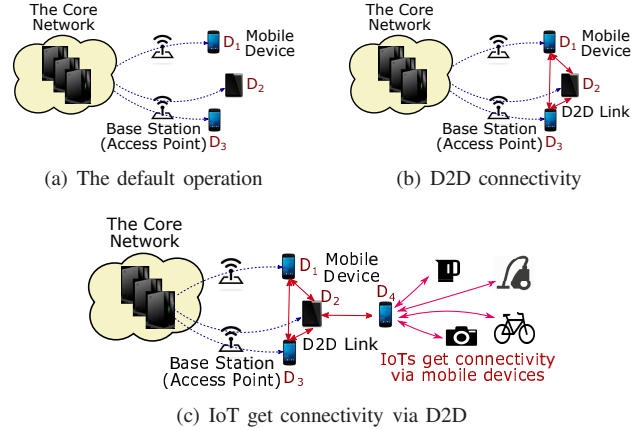 The Core
Network
D1
Mobile
Device
D2
Base Station
(Access Point)
D3
(a) The default operation
The Core
Network
D1
Mobile
Device
D2
D2D Link
Base Station
(Access Point)
D3
(b) D2D connectivity
The Core
Network
D1
Mobile
Device
D2
D4
D2D Link
Base Station
(Access Point)
D3
IoTs get connectivity
via mobile devices
(c) IoT get connectivity via D2D